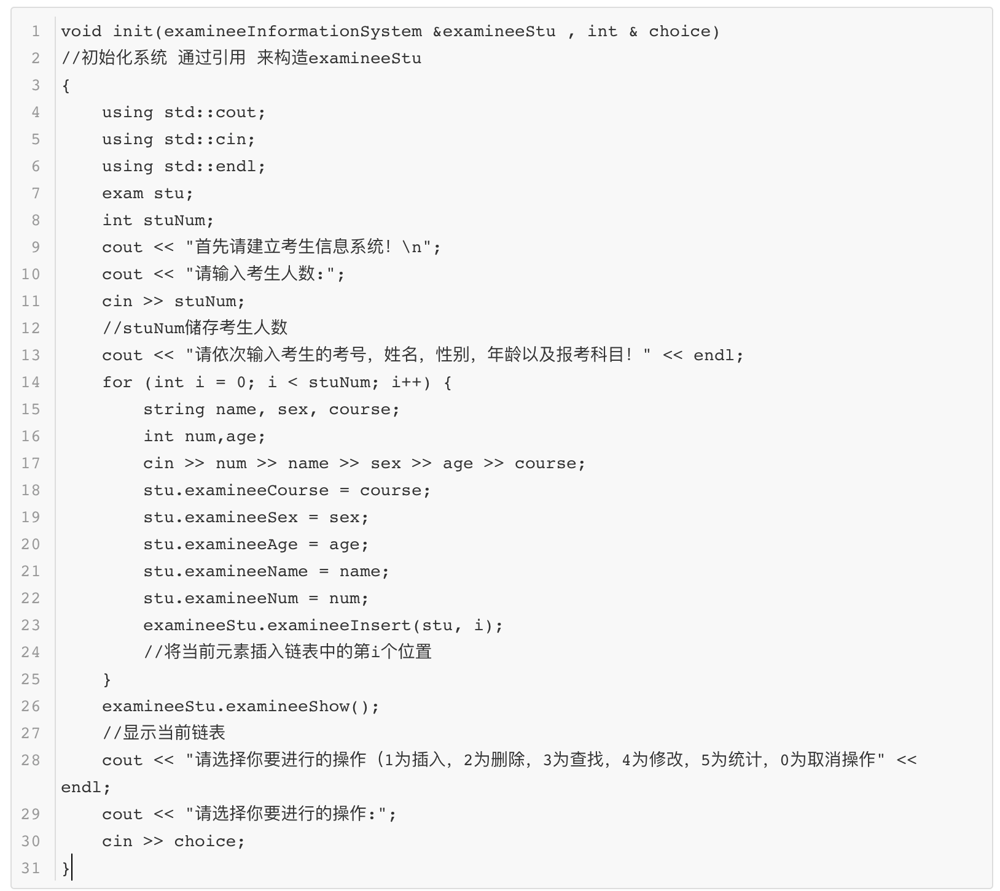 1 void init(examineeInformationSystem &examineeStu , int & choice)
2 //初始化系统 通过引用 来构造examineeStu
3 {
4     using std::cout;
5     using std::cin;
6     using std::endl;
7     exam stu;
8     int stuNum;
9     cout << "首先请建立考生信息系统！\n";
10     cout << "请输入考生人数:";
11     cin >> stuNum;
12     //stuNum储存考生人数
13     cout << "请依次输入考生的考号，姓名，性别，年龄以及报考科目！" << endl;
14     for (int i = 0; i < stuNum; i++) {
15         string name, sex, course;
16         int num,age;
17         cin >> num >> name >> sex >> age >> course;
18         stu.examineeCourse = course;
19         stu.examineeSex = sex;
20         stu.examineeAge = age;
21         stu.examineeName = name;
22         stu.examineeNum = num;
23         examineeStu.examineeInsert(stu, i);
24         //将当前元素插入链表中的第i个位置
25     }
26     examineeStu.examineeShow();
27     //显示当前链表
28     cout << "请选择你要进行的操作（1为插入，2为删除，3为查找，4为修改，5为统计，0为取消操作" <<
endl;
29     cout << "请选择你要进行的操作:";
30     cin >> choice;
31 }